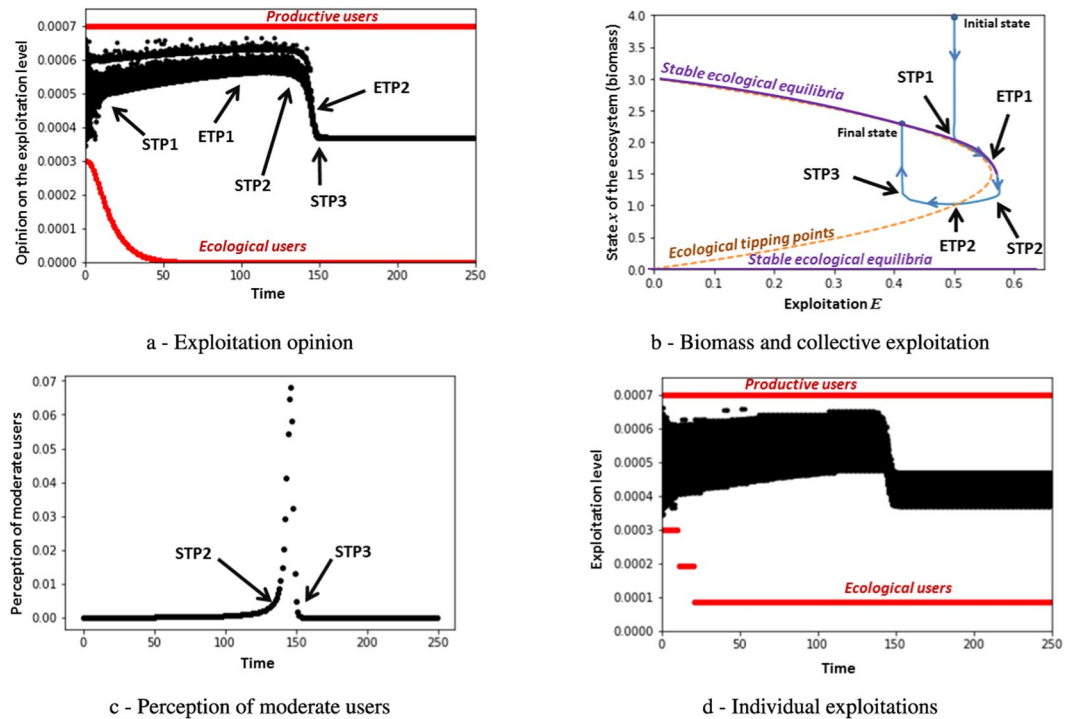 Productive users
0.0007
0.0006
0.0005
0.0004
0.0003
0.0002
0.0001
0.0000
Opinion on the exploitation level
STP1
ETP1
STP2
ETP2
STP3
Ecological users
0 50 100 150 200 250
Time
a - Exploitation opinion
4.0
3.5
3.0
2.5
2.0
1.5
1.0
0.5
0.0
State x of the ecosystem (biomass)
Initial state
Stable ecological equilibria
STP1
ETP1
Final state
STP3
Ecological tipping points
ETP2
STP2
Stable ecological equilibria
0.0 0.1 0.2 0.3 0.4 0.5 0.6
Exploitation E
b - Biomass and collective exploitation
0.07
0.06
0.05
0.04
0.03
0.02
0.01
0.00
Perception of moderate users
STP2
STP3
0 50 100 150 200 250
Time
c - Perception of moderate users
Productive users
0.0007
0.0006
0.0005
0.0004
0.0003
0.0002
0.0001
0.0000
Exploitation level
Ecological users
0 50 100 150 200 250
Time
d - Individual exploitations